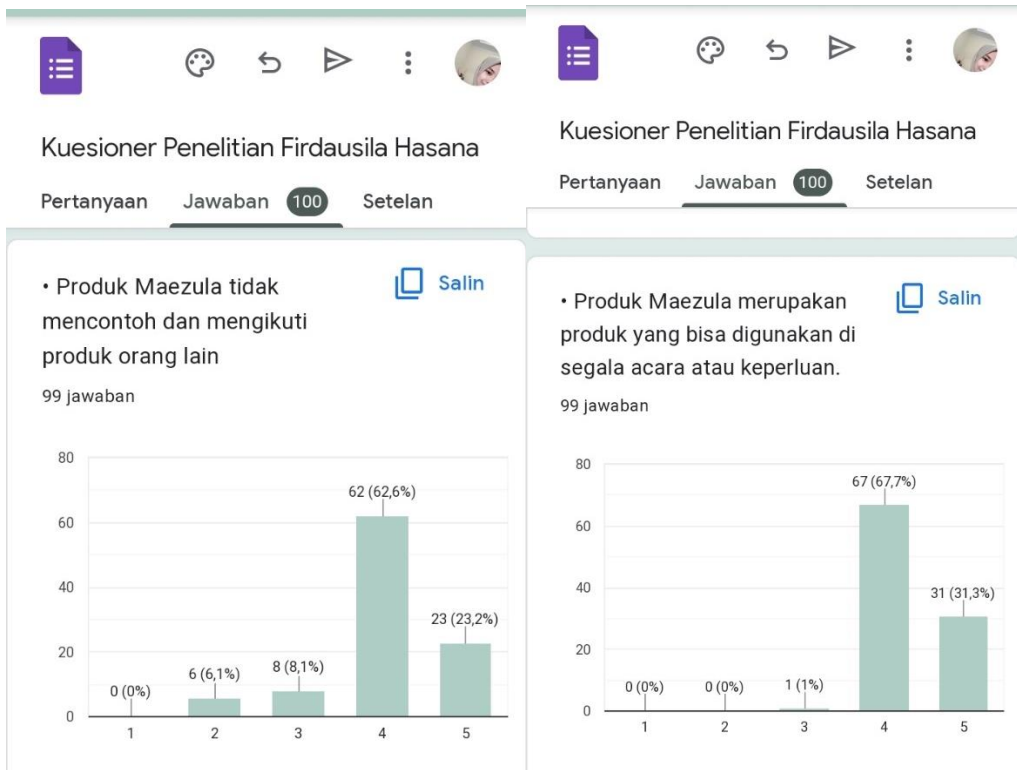 Kuesioner Penelitian Firdausila Hasana
Pertanyaan Jawaban 100 Setelan
• Produk Maezula tidak
mencontoh dan mengikuti
produk orang lain
Salin
99 jawaban
80
60
40
20
0
0 (0%)
6 (6,1%)
8 (8,1%)
62 (62,6%)
23 (23,2%)
1 2 3 4 5
Kuesioner Penelitian Firdausila Hasana
Pertanyaan Jawaban 100 Setelan
• Produk Maezula merupakan
produk yang bisa digunakan di
segala acara atau keperluan.
Salin
99 jawaban
80
60
40
20
0
0 (0%)
0 (0%)
1 (1%)
67 (67,7%)
31 (31,3%)
1 2 3 4 5